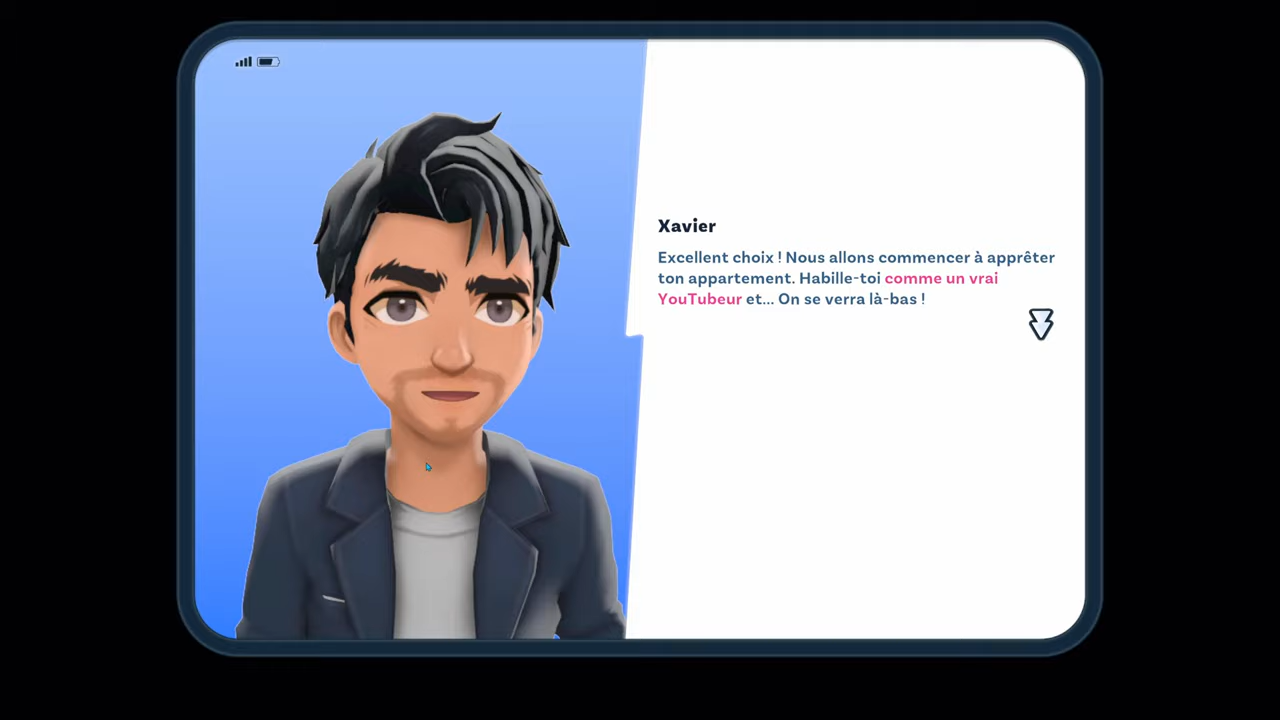 Xavier
Excellent choix ! Nous allons commencer à apprêter
ton appartement. Habille-toi comme un vrai
YouTubeur et... On se verra là-bas !